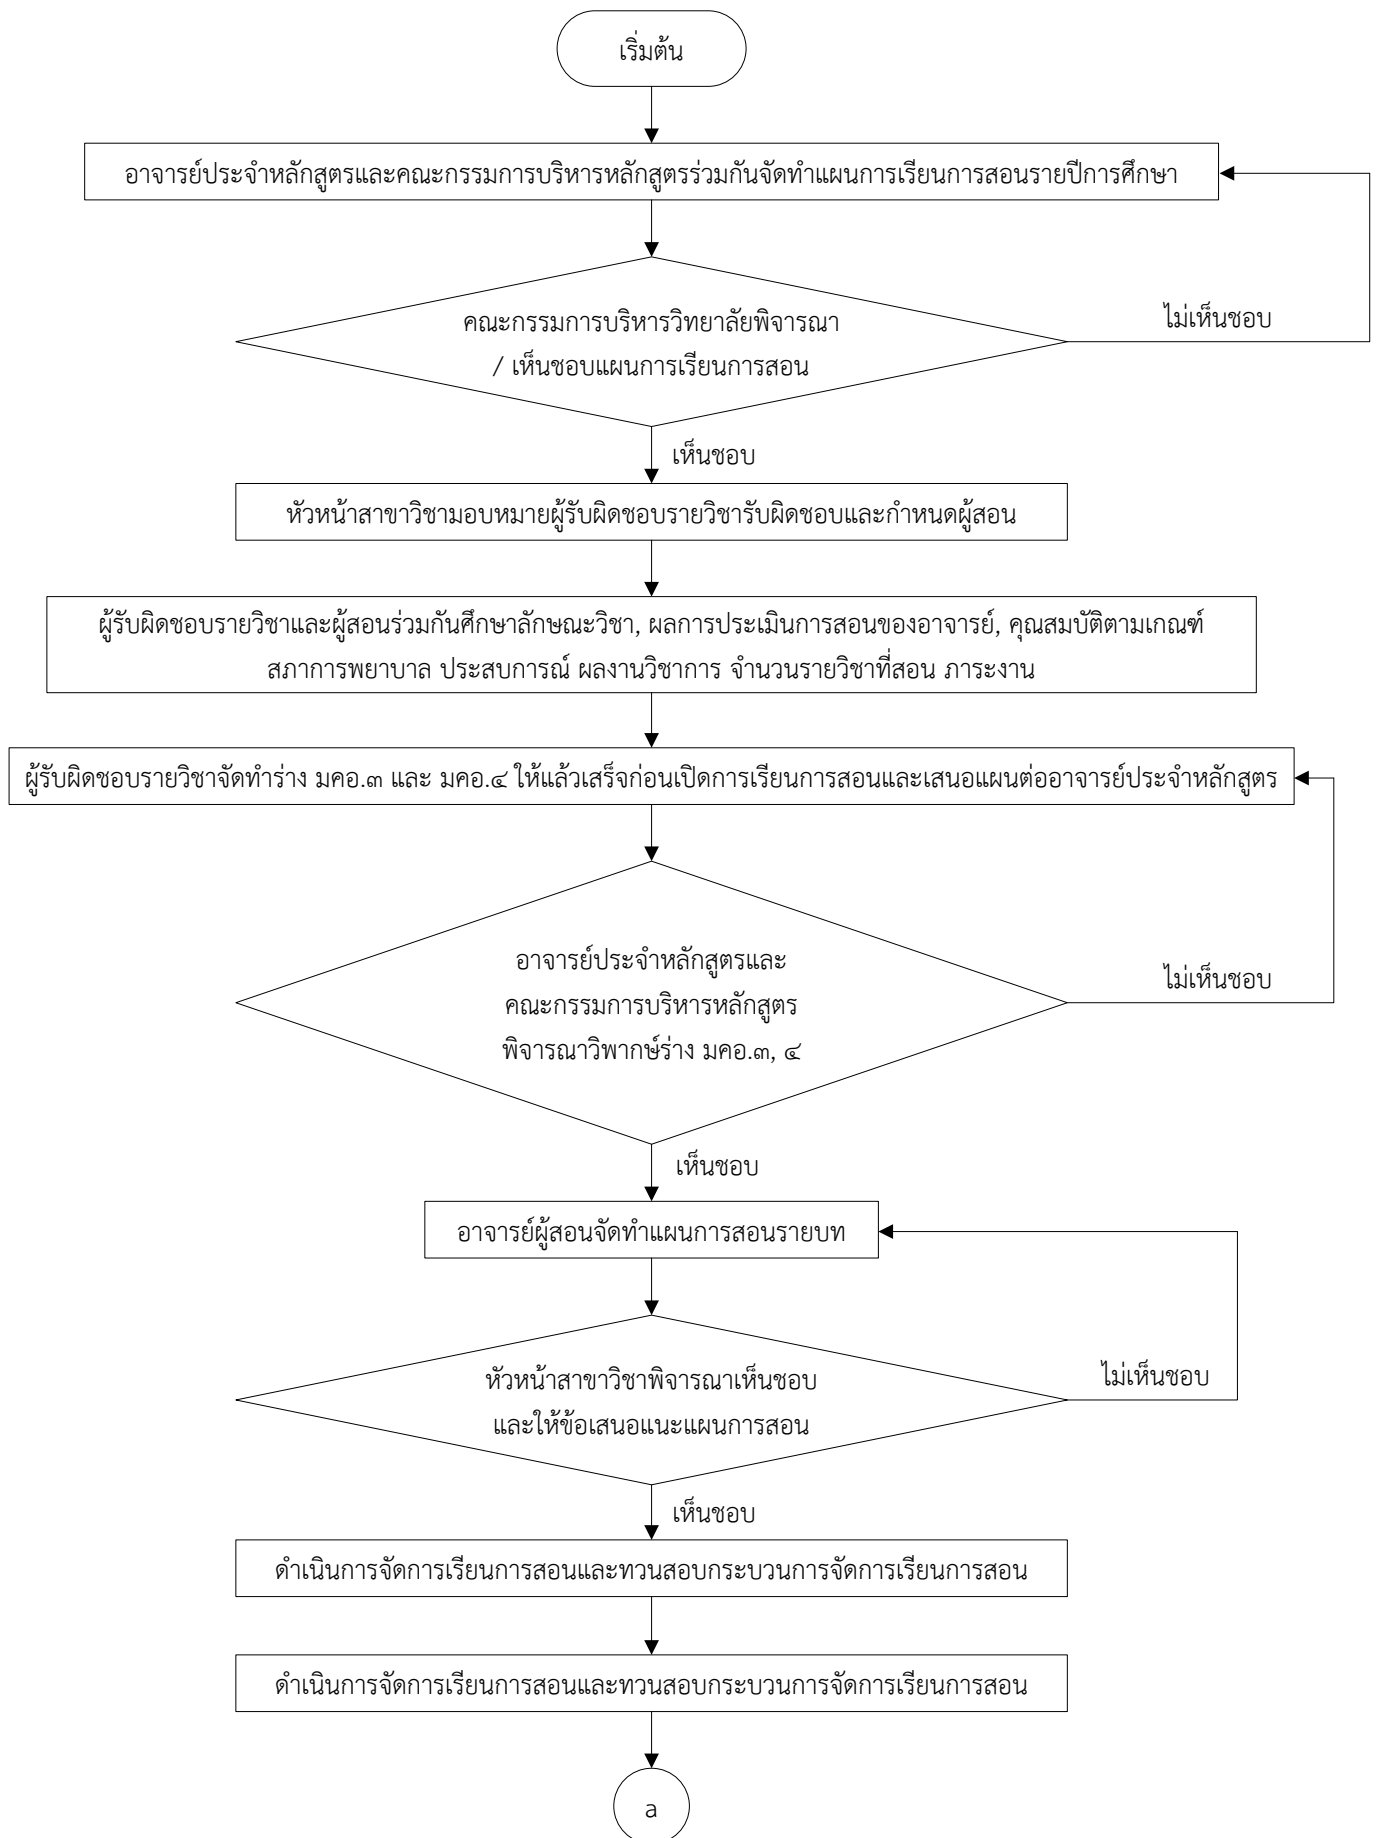 เริ่มต้น
อาจารย์ประจำหลักสูตรและคณะกรรมการบริหารหลักสูตรร่วมกันจัดทำแผนการเรียนการสอนรายปีการศึกษา
คณะกรรมการบริหารวิทยาลัยพิจารณา
/ เห็นชอบแผนการเรียนการสอน
ไม่เห็นชอบ
เห็นชอบ
หัวหน้าสาขาวิชามอบหมายผู้รับผิดชอบรายวิชารับผิดชอบและกำหนดผู้สอน
ผู้รับผิดชอบรายวิชาและผู้สอนร่วมกันศึกษาลักษณะวิชา, ผลการประเมินการสอนของอาจารย์, คุณสมบัติตามเกณฑ์
สภาการพยาบาล ประสบการณ์ ผลงานวิชาการ จำนวนรายวิชาที่สอน ภาระงาน
ผู้รับผิดชอบรายวิชาจัดทำร่าง มคอ.๓ และ มคอ.๔ ให้แล้วเสร็จก่อนเปิดการเรียนการสอนและเสนอแผนต่ออาจารย์ประจำหลักสูตร
อาจารย์ประจำหลักสูตรและ
คณะกรรมการบริหารหลักสูตร
พิจารณาวิพากษ์ร่าง มคอ.๓, ๔
ไม่เห็นชอบ
เห็นชอบ
อาจารย์ผู้สอนจัดทำแผนการสอนรายบท
หัวหน้าสาขาวิชาพิจารณาเห็นชอบ
และให้ข้อเสนอแนะแผนการสอน
ไม่เห็นชอบ
เห็นชอบ
ดำเนินการจัดการเรียนการสอนและทวนสอบกระบวนการจัดการเรียนการสอน
ดำเนินการจัดการเรียนการสอนและทวนสอบกระบวนการจัดการเรียนการสอน
a